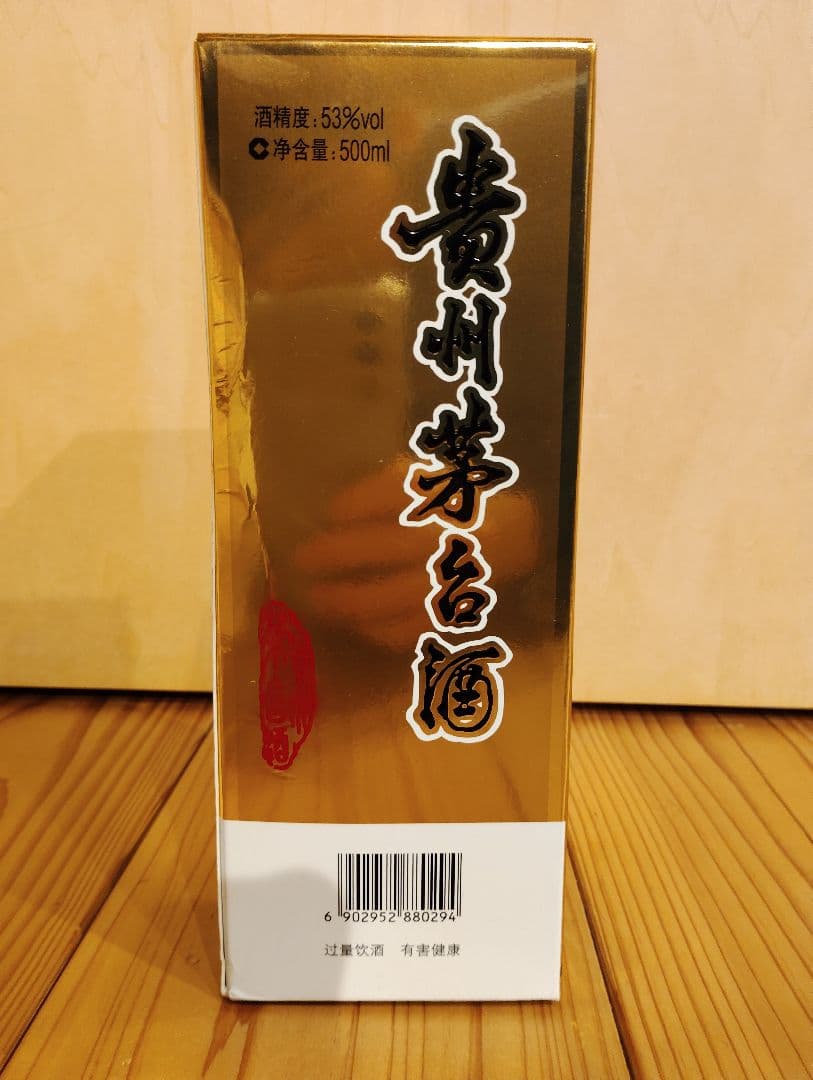 酒精度:53%vol
净含量:500ml
貴州茅台酒
6 902952 880294
过量饮酒 有害健康